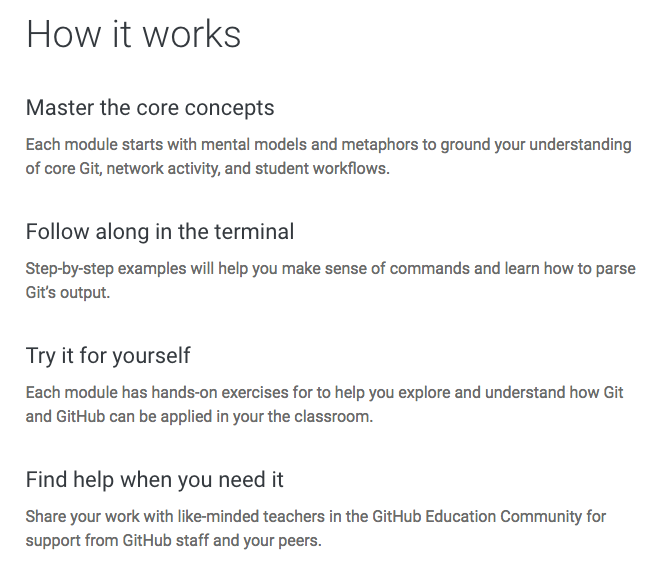 How it works
Master the core concepts
Each module starts with mental models and metaphors to ground your understanding
of core Git, network activity, and student workflows.
Follow along in the terminal
Step-by-step examples will help you make sense of commands and learn how to parse
Git's output.
Try it for yourself
Each module has hands-on exercises for to help you explore and understand how Git
and GitHub can be applied in your the classroom.
Find help when you need it
Share your work with like-minded teachers in the GitHub Education Community for
support from GitHub staff and your peers.